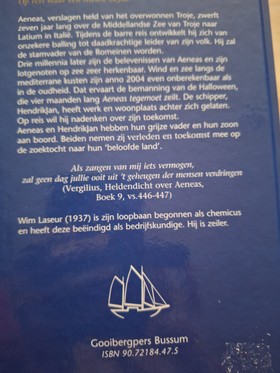 Aeneas, verslagen held van het overwonnen Troje, zwerft
zeven jaar lang over de Middellandse Zee van Troje naar
Latium in Italië. Tijdens de barre reis ontwikkelt hij zich van
onzekere balling tot daadkrachtige leider van zijn volk. Hij zal
de stamvader van de Romeinen worden.
Drie millennia later zijn de belevenissen van Aeneas en zijn
lotgenoten op zee zeer herkenbaar. Wind en zee langs de
mediterrane kusten zijn anno 2004 even onberekenbaar als
in de oudheid. Dat ervaart de bemanning van de Halloween,
die vier maanden lang Aeneas tegemoet zeilt. De schipper,
HendrikJan, heeft werk en woonplaats achter zich gelaten.
Op reis wil hij nadenken over zijn toekomst.
Aeneas en HendrikJan hebben hun grijze vader en hun zoon
aan boord. Beiden nemen zij verleden en toekomst mee op
de zoektocht naar hun 'beloofde land'.
Als zangen van mij iets vermogen,
zal geen dag jullie ooit uit 't geheugen der mensen verdringen
(Vergilius, Heldendicht over Aeneas,
Boek 9, vs.446-447)
Wim Laseur (1937) is zijn loopbaan begonnen als chemicus
en heeft deze beëindigd als bedrijfskundige. Hij is zeiler.
Gooibergpers Bussum
ISBN 90.72184.47.5